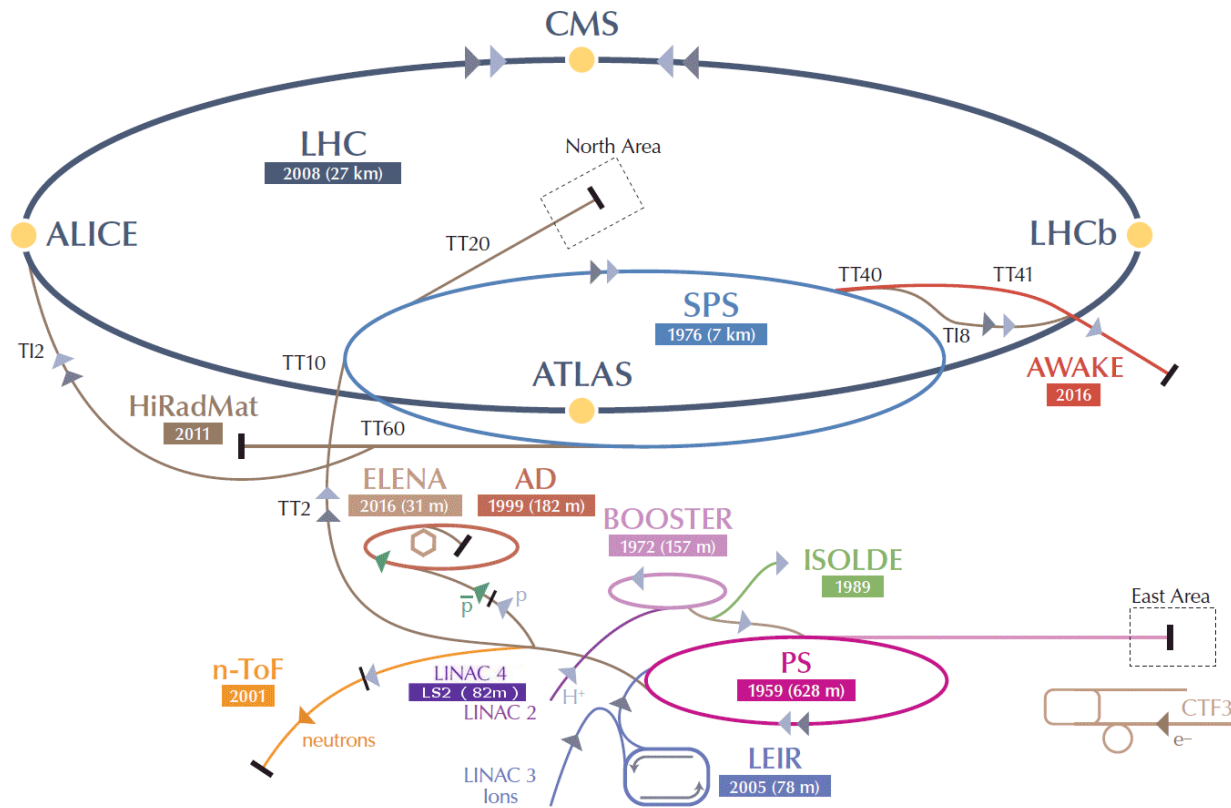 CMS
LHC
2008 (27 km)
North Area
ALICE
LHCb
TT20
TT40
TT41
SPS
1976 (7 km)
TI8
TI2
TT10
ATLAS
AWAKE
2016
HiRadMat
2011
TT60
ELENA
2016 (31 m)
AD
1999 (182 m)
TT2
BOOSTER
1972 (157 m)
ISOLDE
1989
p
p
East Area
n-ToF
2001
LINAC 4
LS2 ( 82m )
H+
LINAC 2
PS
1959 (628 m)
neutrons
CTF3
e–
LEIR
2005 (78 m)
LINAC 3
Ions